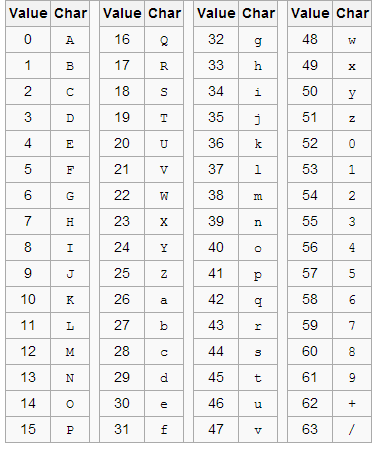 Value Char Value Char Value Char Value Char
0 A 16 Q 32 g 48 w
1 B 17 R 33 h 49 x
2 C 18 S 34 i 50 y
3 D 19 T 35 j 51 z
4 E 20 U 36 k 52 0
5 F 21 V 37 l 53 1
6 G 22 W 38 m 54 2
7 H 23 X 39 n 55 3
8 I 24 Y 40 o 56 4
9 J 25 Z 41 p 57 5
10 K 26 a 42 q 58 6
11 L 27 b 43 r 59 7
12 M 28 c 44 s 60 8
13 N 29 d 45 t 61 9
14 O 30 e 46 u 62 +
15 P 31 f 47 v 63 /